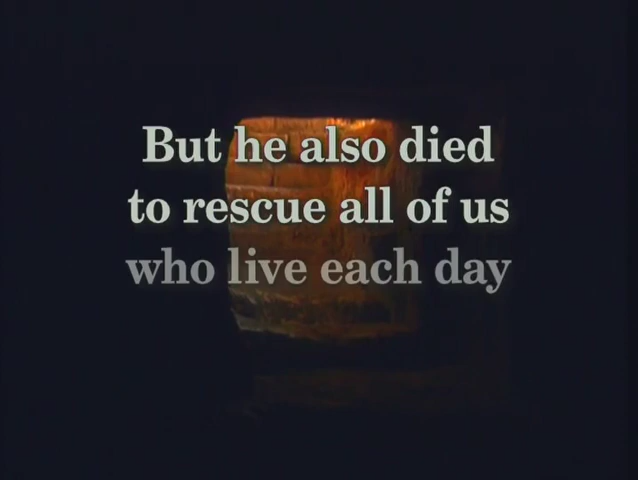 But he also died
to rescue all of us
who live each day